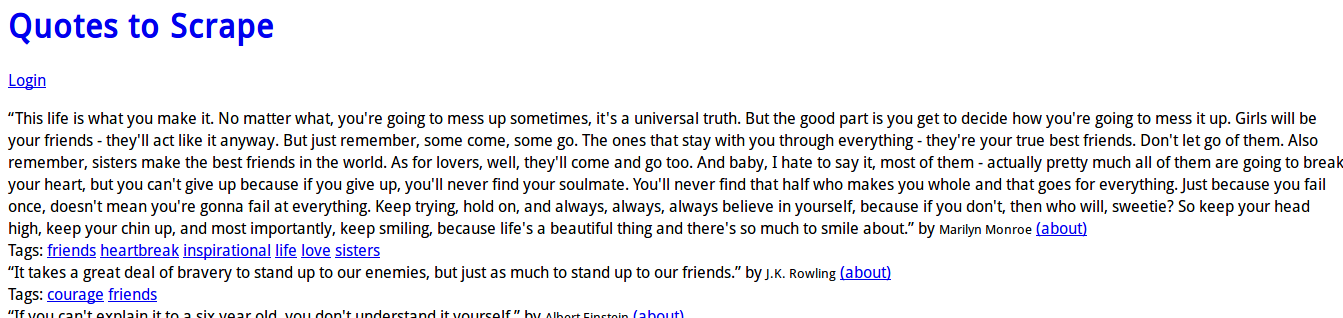 Quotes to Scrape
Login
“This life is what you make it. No matter what, you're going to mess up sometimes, it's a universal truth. But the good part is you get to decide how you're going to mess it up. Girls will be
your friends - they'll act like it anyway. But just remember, some come, some go. The ones that stay with you through everything - they're your true best friends. Don't let go of them. Also
remember, sisters make the best friends in the world. As for lovers, well, they'll come and go too. And baby, I hate to say it, most of them - actually pretty much all of them are going to break
your heart, but you can't give up because if you give up, you'll never find your soulmate. You'll never find that half who makes you whole and that goes for everything. Just because you fail
once, doesn't mean you're gonna fail at everything. Keep trying, hold on, and always, always, always believe in yourself, because if you don't, then who will, sweetie? So keep your head
high, keep your chin up, and most importantly, keep smiling, because life's a beautiful thing and there's so much to smile about.” by Marilyn Monroe (about)
Tags: friends heartbreak inspirational life love sisters
“It takes a great deal of bravery to stand up to our enemies, but just as much to stand up to our friends.” by J.K. Rowling (about)
Tags: courage friends
“If you can't explain it to a six year old, you don't understand it yourself.” by Albert Einstein (about)